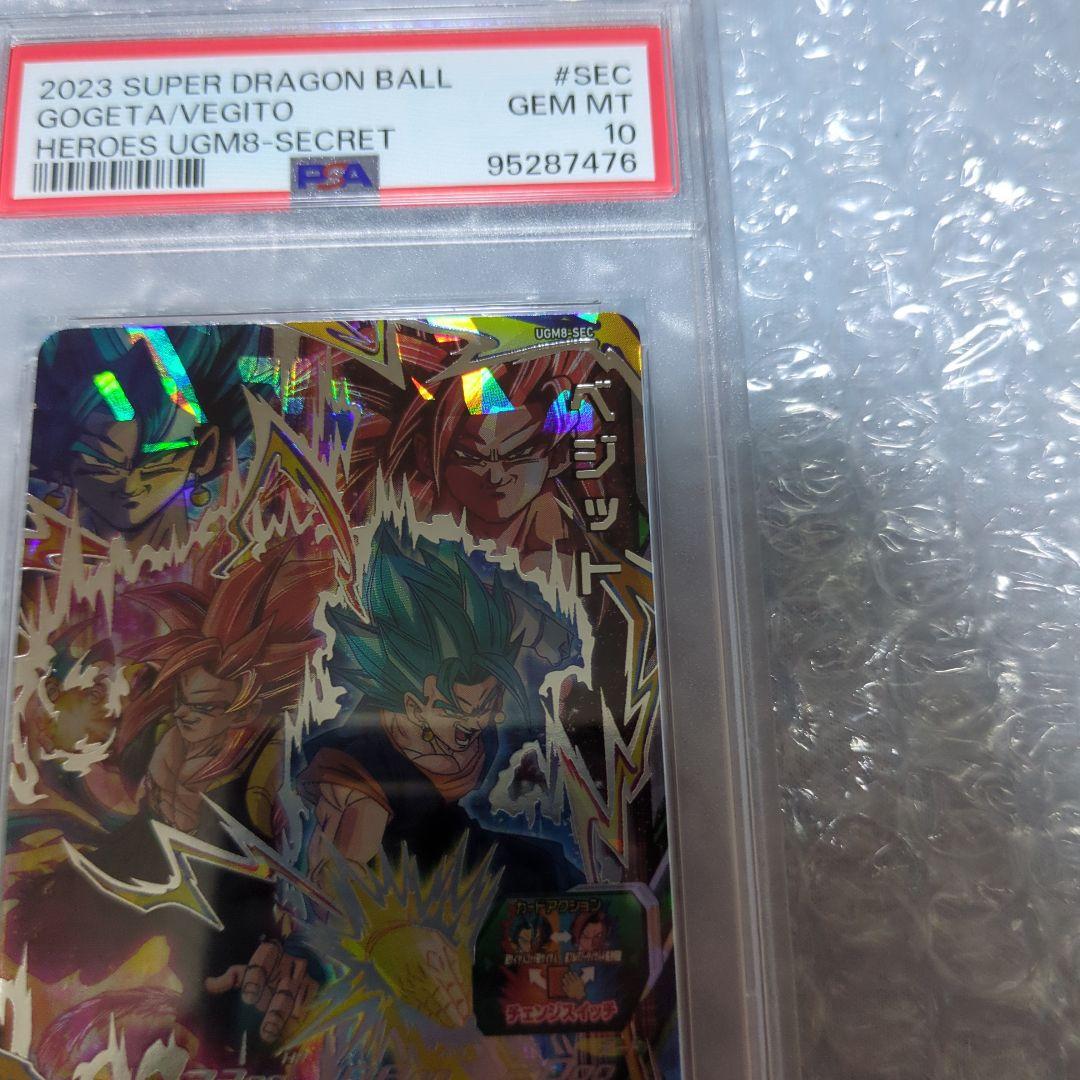 2023 SUPER DRAGON BALL #SEC
GOGETA/VEGITO GEM MT
HEROES UGM8-SECRET 10
PSA 95287476
UGM8-SEC
ベジット
カードアクション
チェンジスイッチ